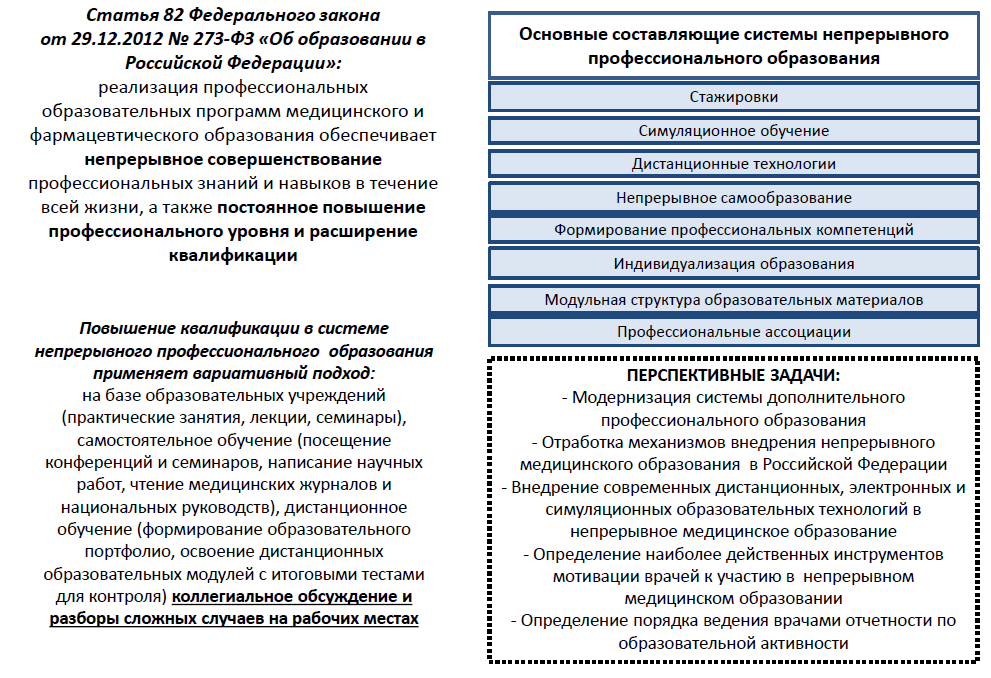 Статья 82 Федерального закона
от 29.12.2012 № 273-ФЗ «Об образовании в
Российской Федерации»:
реализация профессиональных
образовательных программ медицинского и
фармацевтического образования обеспечивает
непрерывное совершенствование
профессиональных знаний и навыков в течение
всей жизни, а также постоянное повышение
профессионального уровня и расширение
квалификации
Повышение квалификации в системе
непрерывного профессионального образования
применяет вариативный подход:
на базе образовательных учреждений
(практические занятия, лекции, семинары),
самостоятельное обучение (посещение
конференций и семинаров, написание научных
работ, чтение медицинских журналов и
национальных руководств), дистанционное
обучение (формирование образовательного
портфолио, освоение дистанционных
образовательных модулей с итоговыми тестами
для контроля) коллегиальное обсуждение и
разборы сложных случаев на рабочих местах
Основные составляющие системы непрерывного
профессионального образования
Стажировки
Симуляционное обучение
Дистанционные технологии
Непрерывное самообразование
Формирование профессиональных компетенций
Индивидуализация образования
Модульная структура образовательных материалов
Профессиональные ассоциации
ПЕРСПЕКТИВНЫЕ ЗАДАЧИ:
- Модернизация системы дополнительного
профессионального образования
- Отработка механизмов внедрения непрерывного
медицинского образования в Российской Федерации
- Внедрение современных дистанционных, электронных и
симуляционных образовательных технологий в
непрерывное медицинское образование
- Определение наиболее действенных инструментов
мотивации врачей к участию в непрерывном
медицинском образовании
- Определение порядка ведения врачами отчетности по
образовательной активности